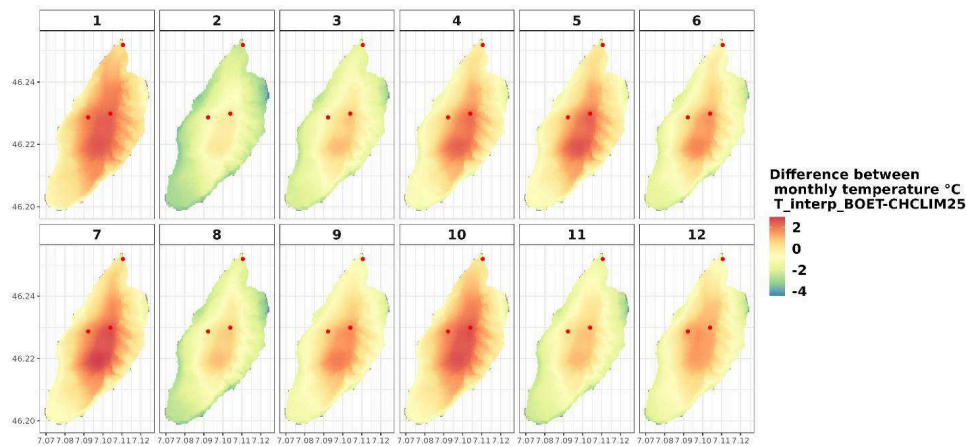 1 2 3 4 5 6
46.24
46.22
46.20
Difference between
monthly temperature °C
T_interp_BOET-CHCLIM25
2
0
-2
-4
7 8 9 10 11 12
46.24
46.22
46.20
7.07 7.08 7.09 7.10 7.11 7.12 7.07 7.08 7.09 7.10 7.11 7.12 7.07 7.08 7.09 7.10 7.11 7.12 7.07 7.08 7.09 7.10 7.11 7.12 7.07 7.08 7.09 7.10 7.11 7.12 7.07 7.08 7.09 7.10 7.11 7.12